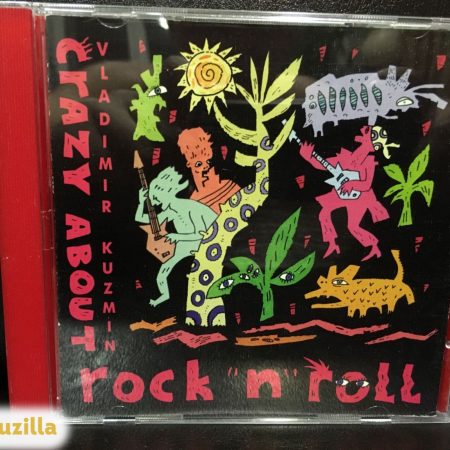 CRAZY ABOUT
VLADIMIR KUZMIN
rock "n" roll
uzilla